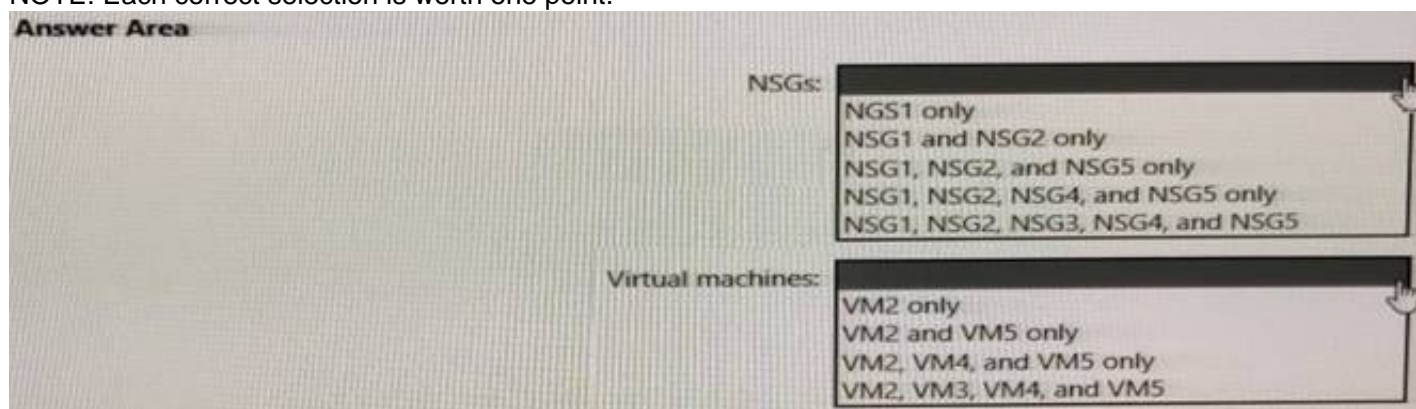 NOTE: Each correct selection is worth one point.
Answer Area
NSGs:
NGS1 only
NSG1 and NSG2 only
NSG1, NSG2, and NSG5 only
NSG1, NSG2, NSG4, and NSG5 only
NSG1, NSG2, NSG3, NSG4, and NSG5
Virtual machines:
VM2 only
VM2 and VM5 only
VM2, VM4, and VM5 only
VM2, VM3, VM4, and VM5